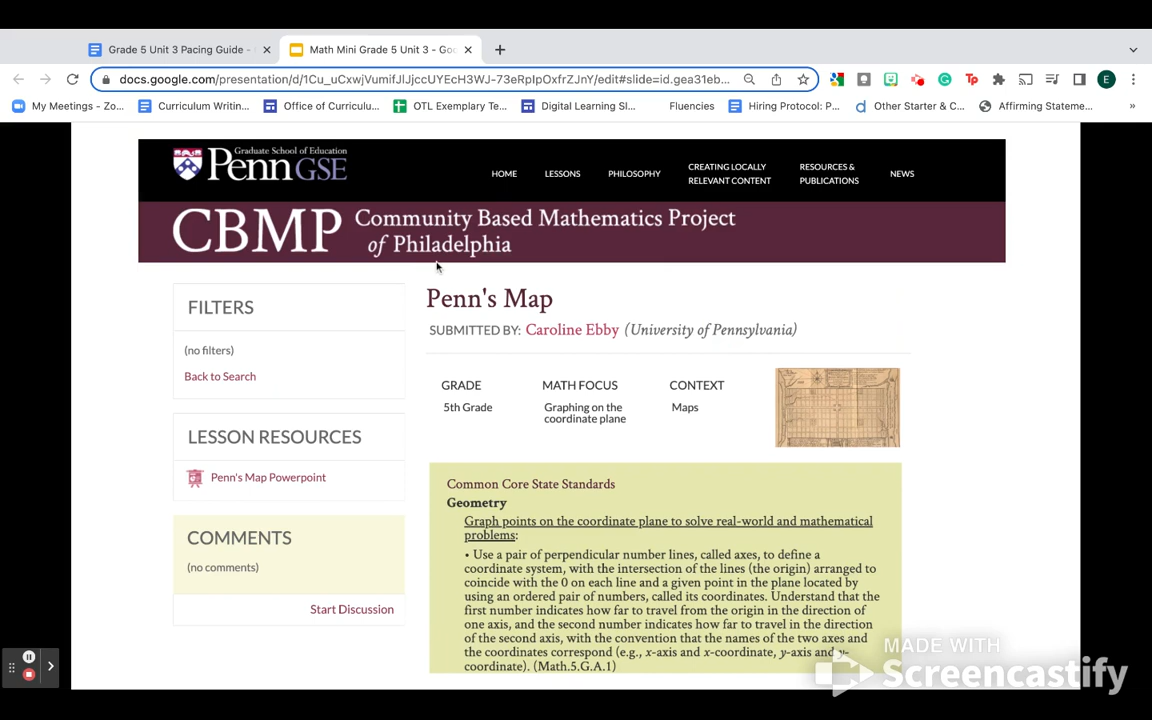 Grade 5 Unit 3 Pacing Guide -
Math Mini Grade 5 Unit 3 - Goo
docs.google.com/presentation/d/1Cu_uCxwjVumifJlJjccUYEcH3WJ-73eRpIpOxfrZJnY/edit#slide=id.gea31eb...
E
My Meetings - Zo...
Curriculum Writin...
Office of Curriculu...
OTL Exemplary Te...
Digital Learning Sl...
Fluencies
Hiring Protocol: P...
Other Starter & C...
Affirming Stateme...
Graduate School of Education
Penn GSE
HOME
LESSONS
PHILOSOPHY
CREATING LOCALLY
RELEVANT CONTENT
RESOURCES &
PUBLICATIONS
NEWS
CBMP
Community Based Mathematics Project
of Philadelphia
FILTERS
(no filters)
Back to Search
LESSON RESOURCES
Penn's Map Powerpoint
COMMENTS
(no comments)
Start Discussion
Penn's Map
SUBMITTED BY: Caroline Ebby (University of Pennsylvania)
GRADE
5th Grade
MATH FOCUS
Graphing on the
coordinate plane
CONTEXT
Maps
Common Core State Standards
Geometry
Graph points on the coordinate plane to solve real-world and mathematical
problems:
• Use a pair of perpendicular number lines, called axes, to define a
coordinate system, with the intersection of the lines (the origin) arranged to
coincide with the 0 on each line and a given point in the plane located by
using an ordered pair of numbers, called its coordinates. Understand that the
first number indicates how far to travel from the origin in the direction of
one axis, and the second number indicates how far to travel in the direction
of the second axis, with the convention that the names of the two axes and
the coordinates correspond (e.g., x-axis and x-coordinate, y-axis and y-
coordinate). (Math.5.G.A.1)
MADE WITH
Screencastify